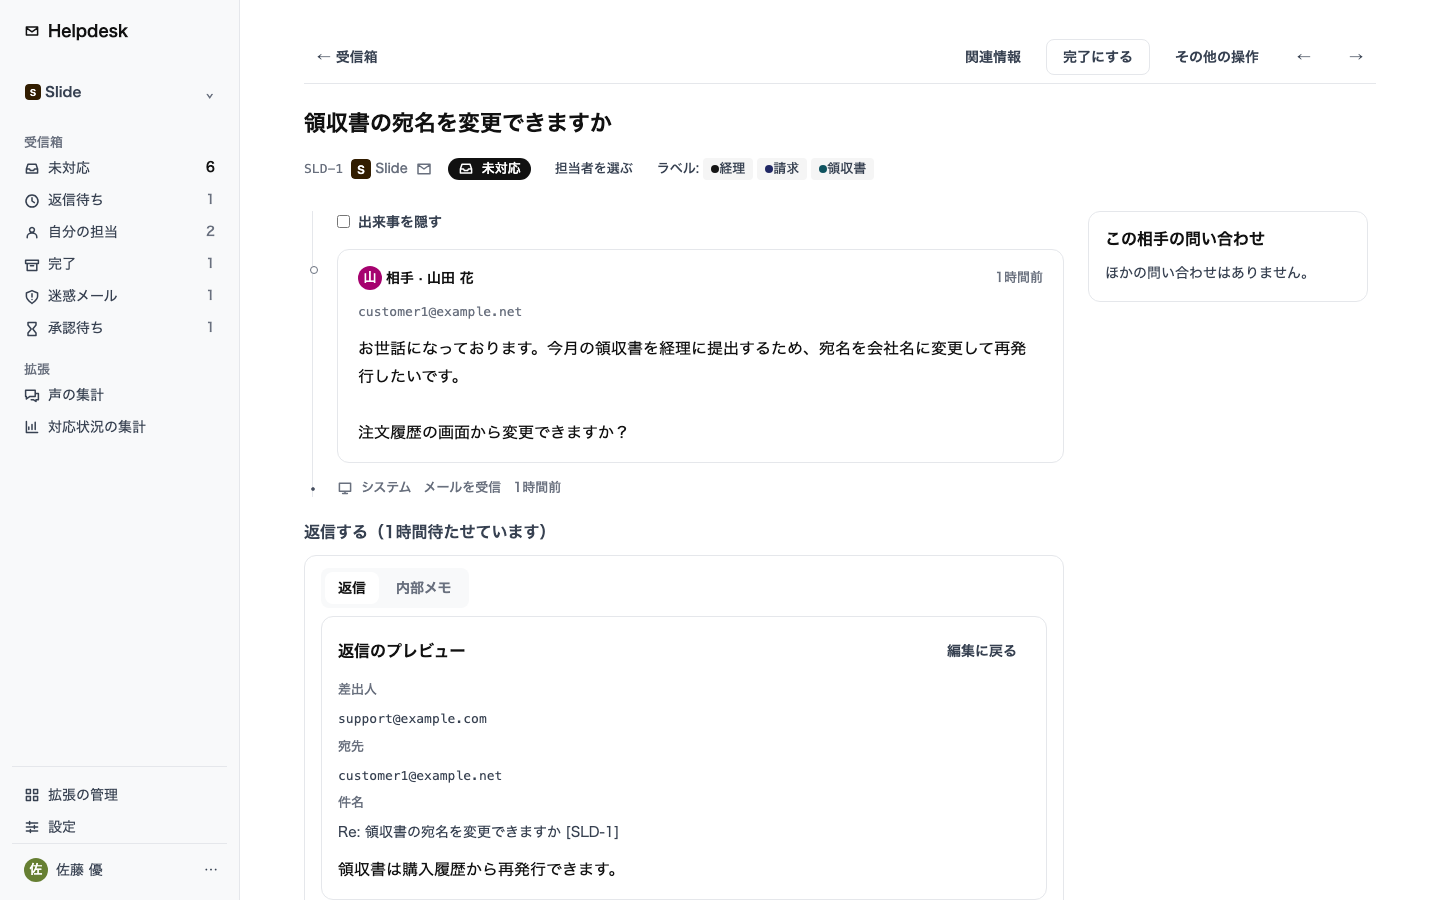 Helpdesk
S Slide
受信箱
未対応 6
返信待ち 1
自分の担当 2
完了 1
迷惑メール 1
承認待ち 1
拡張
声の集計
対応状況の集計
拡張の管理
設定
佐 佐藤 優 …
← 受信箱 関連情報 完了にする その他の操作 ← →
領収書の宛名を変更できますか
SLD-1 S Slide 未対応 担当者を選ぶ ラベル: 経理 請求 領収書
出来事を隠す
山 相手 · 山田 花 1時間前
customer1@example.net
お世話になっております。今月の領収書を経理に提出するため、宛名を会社名に変更して再発
行したいです。
注文履歴の画面から変更できますか？
システム メールを受信 1時間前
返信する（1時間待たせています）
返信 内部メモ
返信のプレビュー 編集に戻る
差出人
support@example.com
宛先
customer1@example.net
件名
Re: 領収書の宛名を変更できますか [SLD-1]
領収書は購入履歴から再発行できます。
この相手の問い合わせ
ほかの問い合わせはありません。